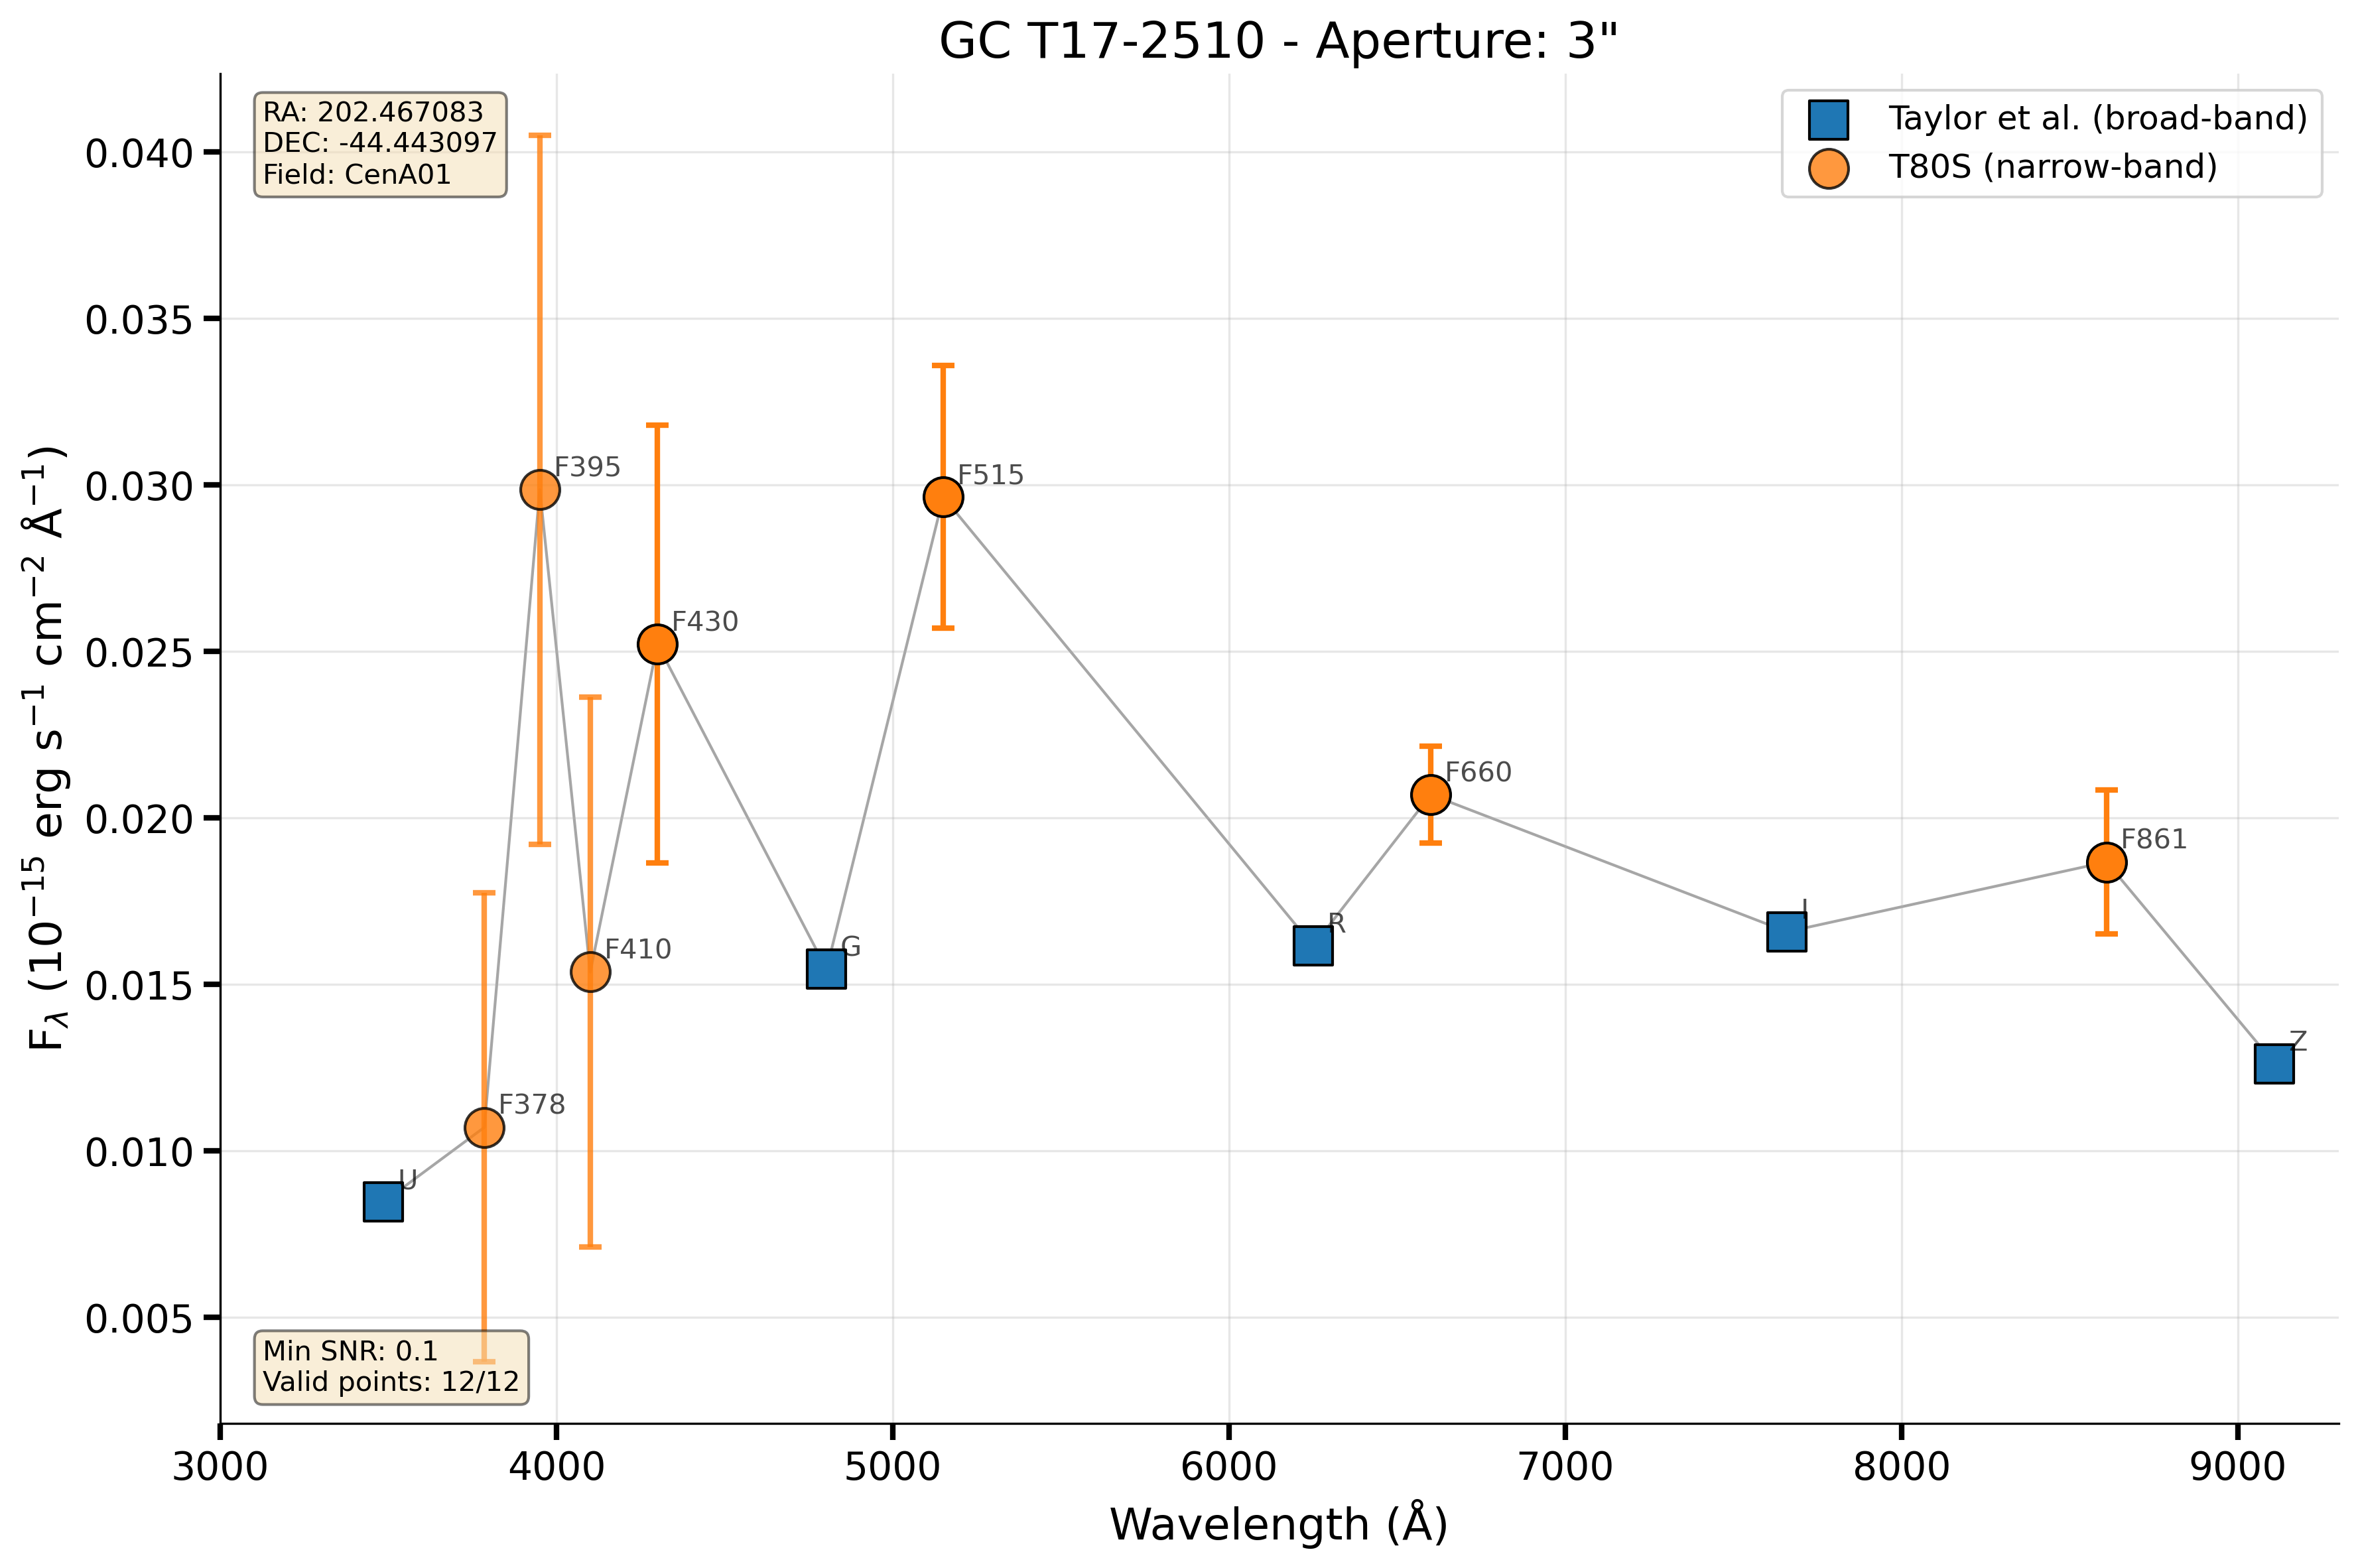 GC T17-2510 - Aperture: 3"
RA: 202.467083
DEC: -44.443097
Field: CenA01
Taylor et al. (broad-band)
T80S (narrow-band)
0.040
0.035
0.030
0.025
0.020
0.015
0.010
0.005
F_λ (10⁻¹⁵ erg s⁻¹ cm⁻² Å⁻¹)
U
F378
F395
F410
F430
G
F515
R
F660
I
F861
Z
Min SNR: 0.1
Valid points: 12/12
3000 4000 5000 6000 7000 8000 9000
Wavelength (Å)